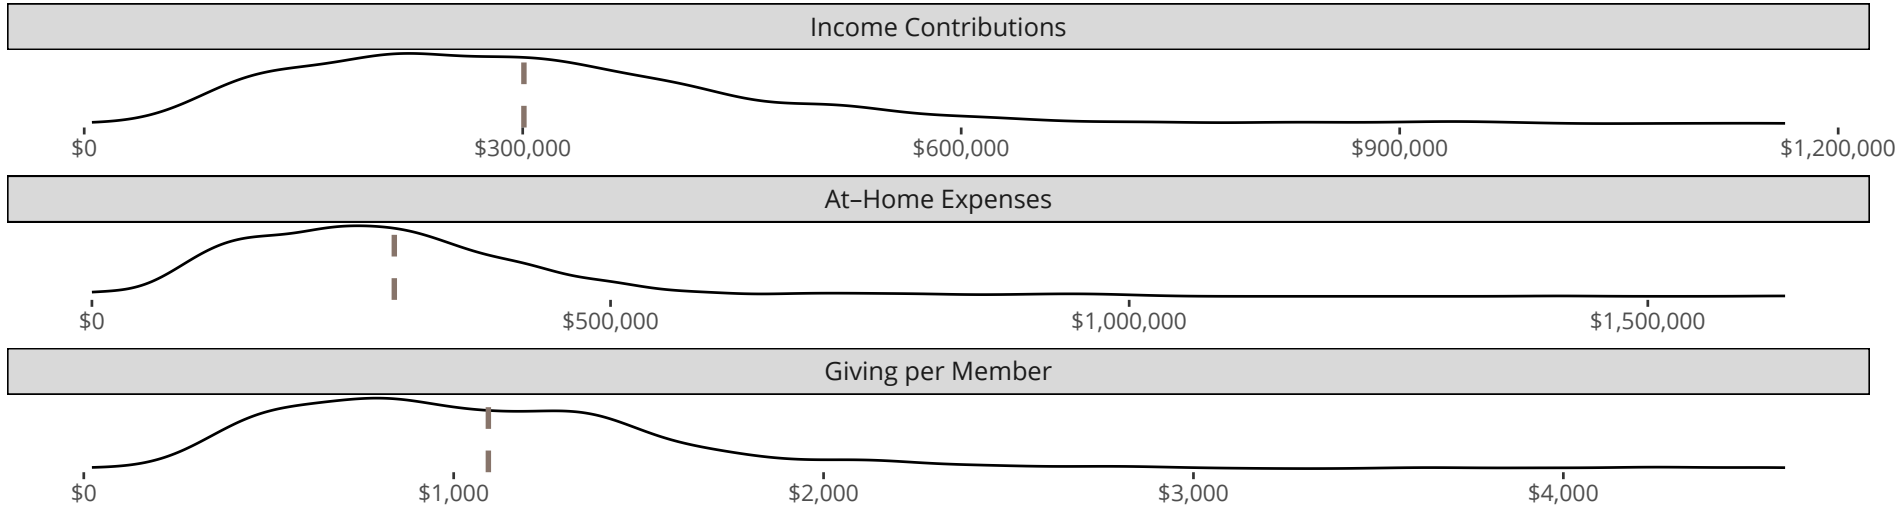 Income Contributions
$0 $300,000 $600,000 $900,000 $1,200,000
At–Home Expenses
$0 $500,000 $1,000,000 $1,500,000
Giving per Member
$0 $1,000 $2,000 $3,000 $4,000